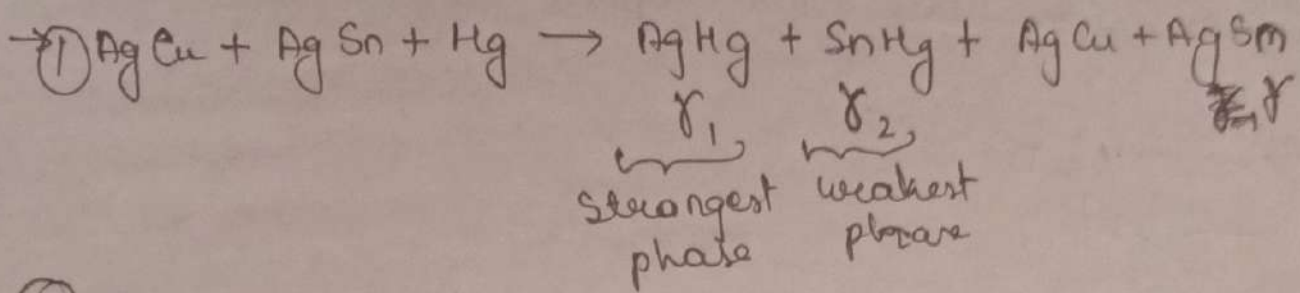 →① AgCu + AgSn + Hg → AgHg + SnHg + AgCu + AgSn
γ₁ γ₂ γ
strongest weakest
phase phase